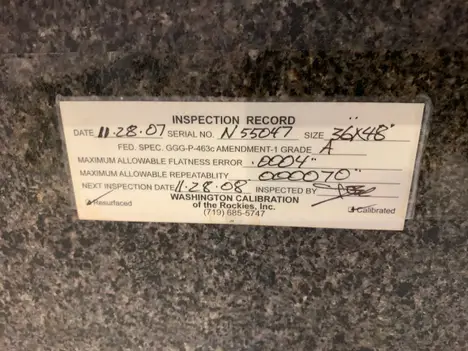 INSPECTION RECORD
DATE 11.28.07 SERIAL NO. N55047 SIZE 36X48"
FED. SPEC. GGG-P-463c AMENDMENT-1 GRADE A
MAXIMUM ALLOWABLE FLATNESS ERROR .0004"
MAXIMUM ALLOWABLE REPEATABLITY .000070"
NEXT INSPECTION DATE 11.28.08 INSPECTED BY
WASHINGTON CALIBRATION
Resurfaced of the Rockies, Inc. Calibrated
(719) 685-5747